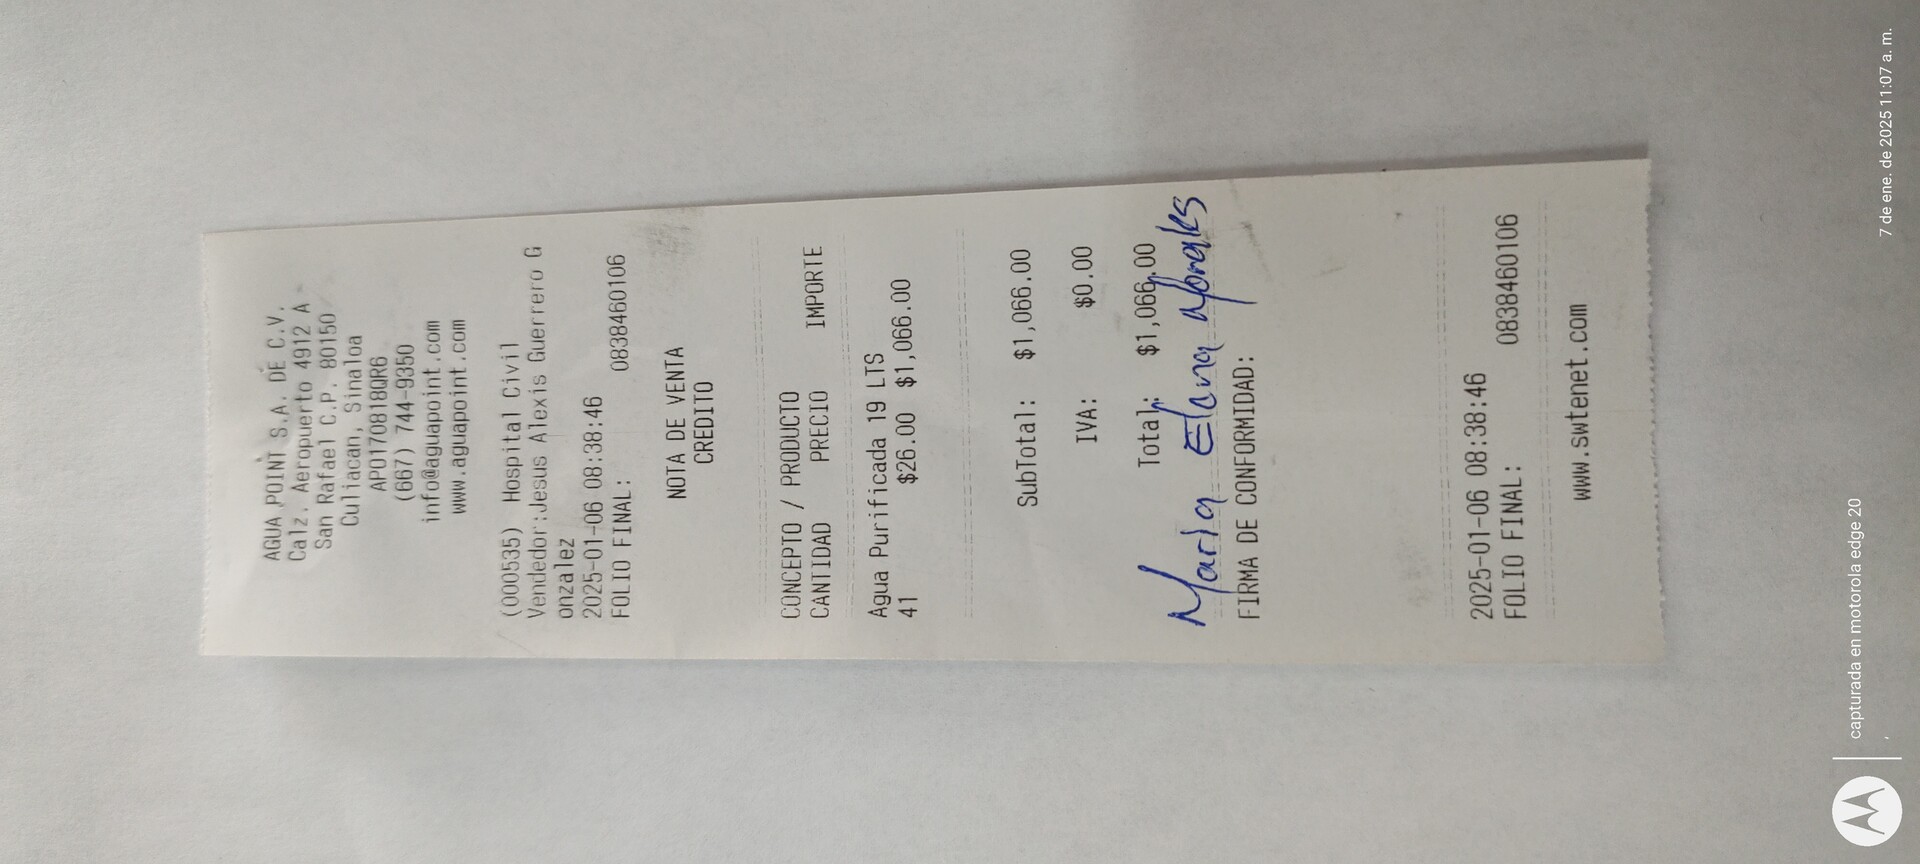 AGUA POINT S.A. DE C.V.
Calz. Aeropuerto 4912 A
San Rafael C.P. 80150
Culiacan, Sinaloa
APO170818QR6
(667) 744-9350
info@aguapoint.com
www.aguapoint.com
(000535) Hospital Civil
Vendedor:Jesus Alexis Guerrero G
onzalez
2025-01-06 08:38:46
FOLIO FINAL: 0838460106
NOTA DE VENTA
CREDITO
CONCEPTO / PRODUCTO
CANTIDAD PRECIO IMPORTE
Agua Purificada 19 LTS
41 $26.00 $1,066.00
SubTotal: $1,066.00
IVA: $0.00
Total: $1,066.00
Maria Elena Morales
FIRMA DE CONFORMIDAD:
2025-01-06 08:38:46
FOLIO FINAL: 0838460106
www.swtenet.com
capturada en motorola edge 20
7 de ene. de 2025 11:07 a. m.